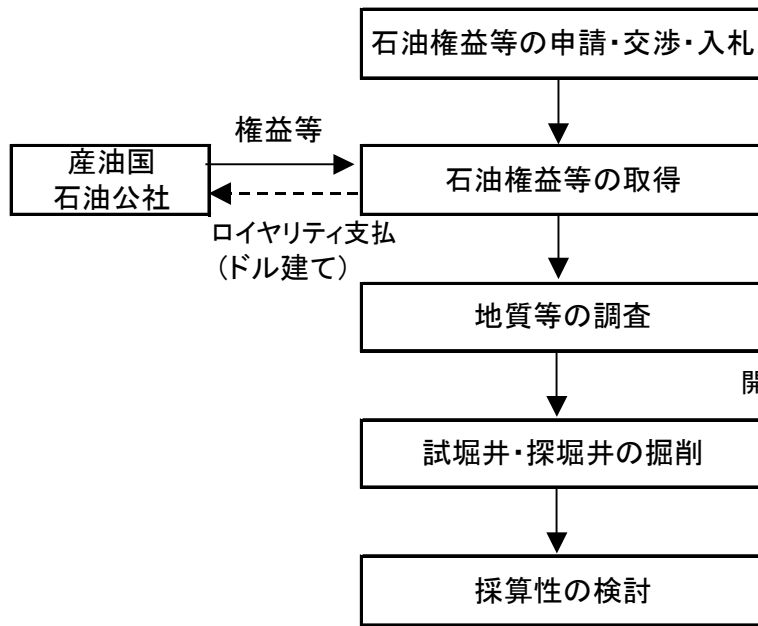 石油権益等の申請・交渉・入札
権益等
産油国
石油公社
石油権益等の取得
ロイヤリティ支払
(ドル建て)
地質等の調査
開
試堀井・探堀井の掘削
採算性の検討